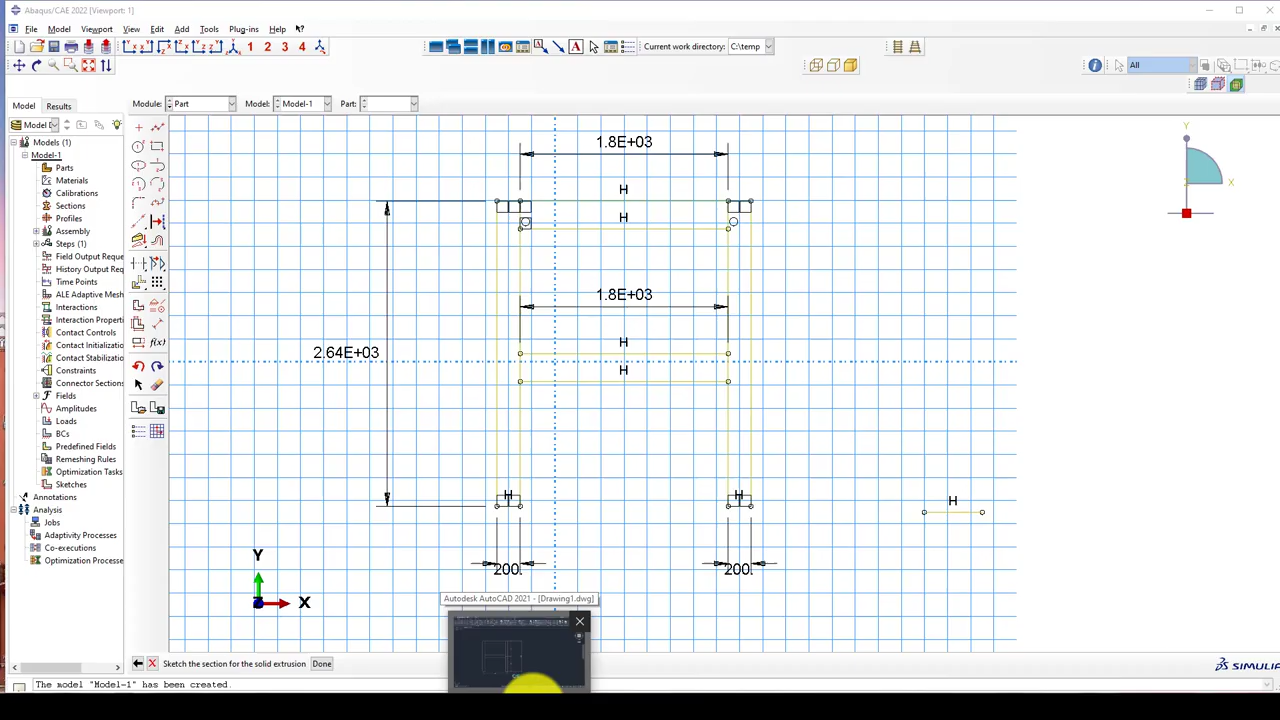 Abaqus/CAE 2022 [Viewport: 1]
File Model Viewport View Edit Add Tools Plug-ins Help
1 2 3 4 A Current work directory: C:\temp
All
Model Results Module: Part Model: Model-1 Part:
Model
Models (1)
Model-1
Parts
Materials
Calibrations
Sections
Profiles
Assembly
Steps (1)
Field Output Reque
History Output Req
Time Points
ALE Adaptive Mesh
Interactions
Interaction Properti
Contact Controls
Contact Initializatio
Contact Stabilizatio
Constraints
Connector Sections
Fields
Amplitudes
Loads
BCs
Predefined Fields
Remeshing Rules
Optimization Tasks
Sketches
Annotations
Analysis
Jobs
Adaptivity Processes
Co-executions
Optimization Processe
f(x)
1.8E+03
H
H
1.8E+03
2.64E+03
H
H
H H H
200. 200.
Y
X
Y
X
Autodesk AutoCAD 2021 - [Drawing1.dwg]
Sketch the section for the solid extrusion Done
SIMULIA
The model "Model-1" has been created.